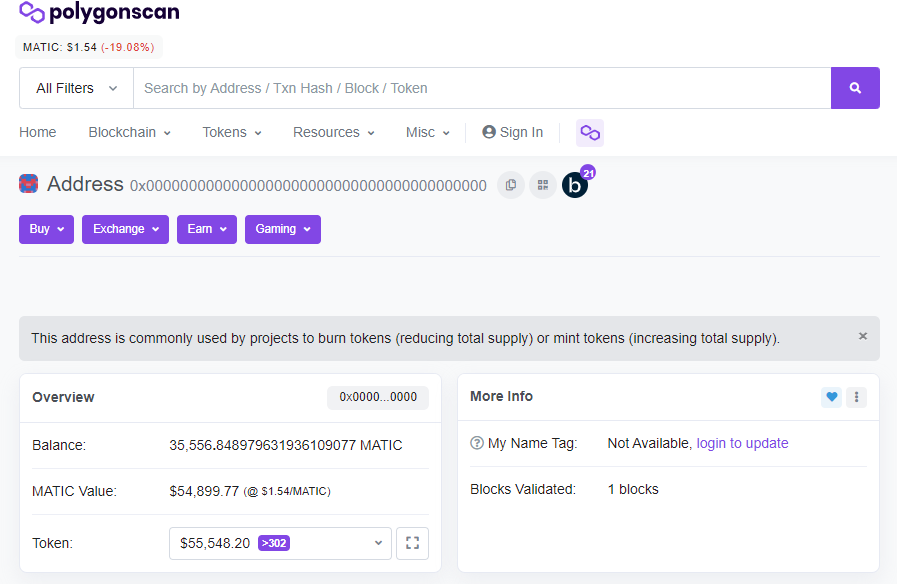 polygonscan
MATIC: $1.54 (-19.08%)
All Filters
Search by Address / Txn Hash / Block / Token
Home Blockchain Tokens Resources Misc Sign In
Address 0x0000000000000000000000000000000000000000
b 21
Buy Exchange Earn Gaming
This address is commonly used by projects to burn tokens (reducing total supply) or mint tokens (increasing total supply).
×
Overview 0x0000...0000
Balance: 35,556.848979631936109077 MATIC
MATIC Value: $54,899.77 (@ $1.54/MATIC)
Token: $55,548.20 >302
More Info
? My Name Tag: Not Available, login to update
Blocks Validated: 1 blocks